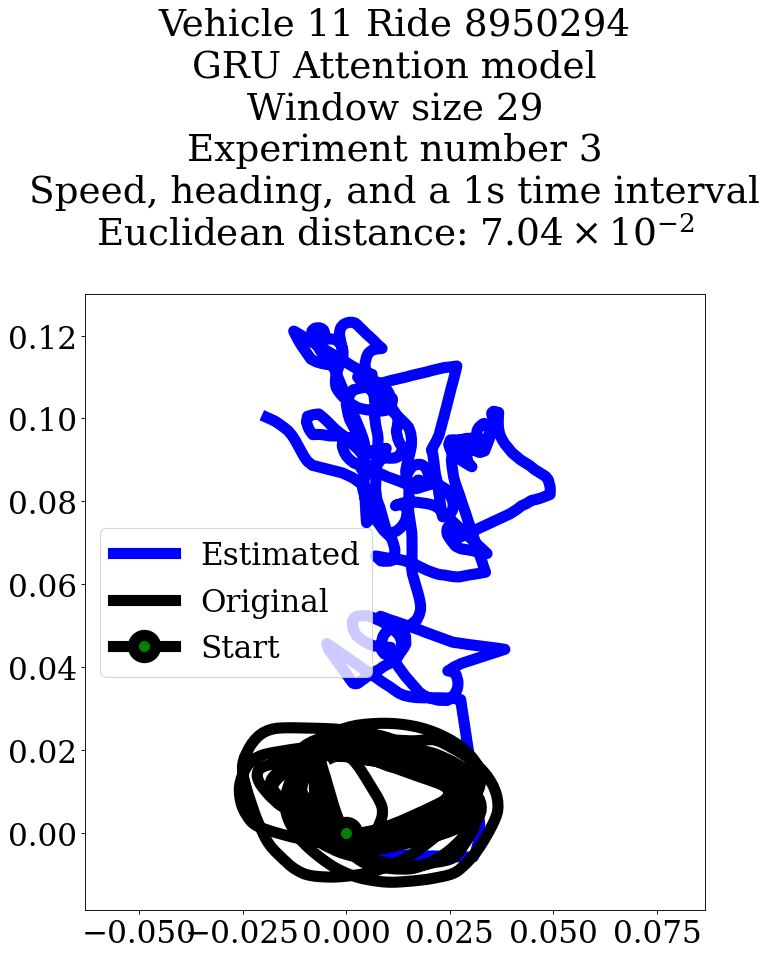 Vehicle 11 Ride 8950294
GRU Attention model
Window size 29
Experiment number 3
Speed, heading, and a 1s time interval
Euclidean distance: 7.04 × 10⁻²
0.12
0.10
0.08
0.06
0.04
0.02
0.00
Estimated
Original
Start
−0.050 −0.025 0.000 0.025 0.050 0.075